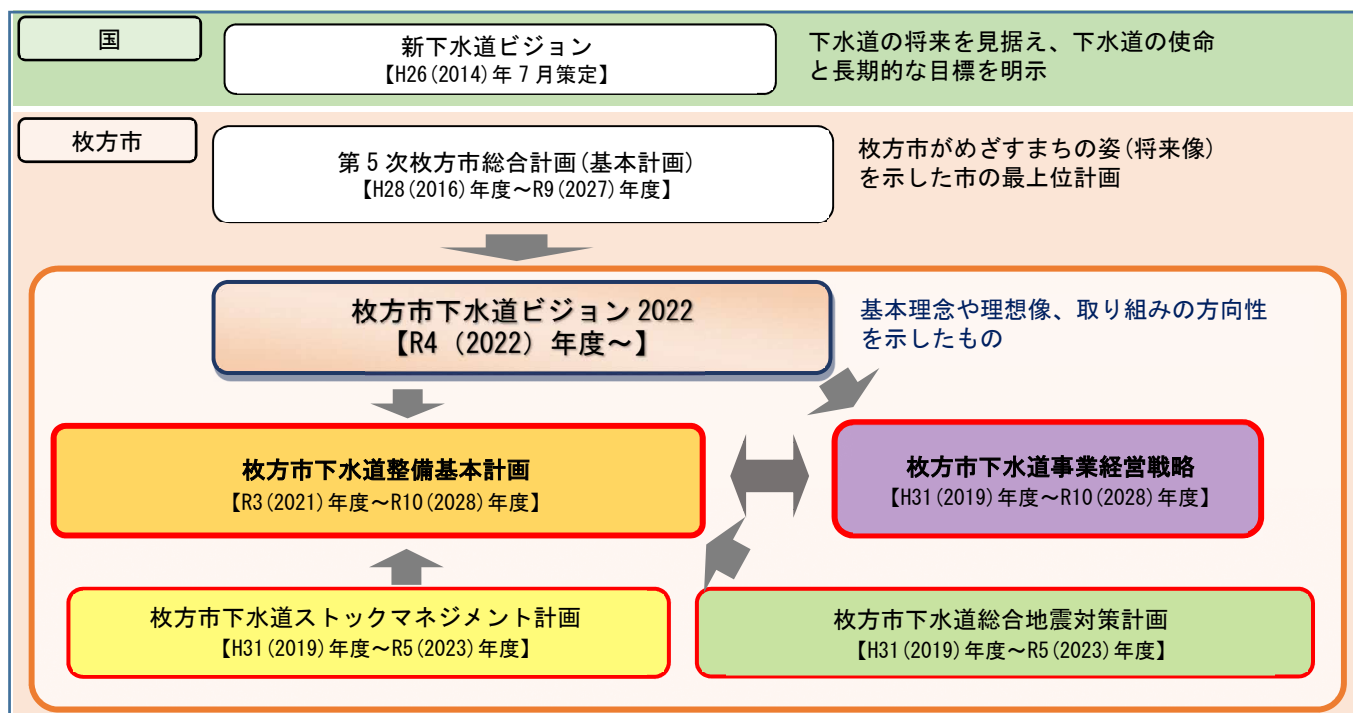 国
新下水道ビジョン
【H26(2014)年7月策定】
下水道の将来を見据え、下水道の使命
と長期的な目標を明示
枚方市
第5次枚方市総合計画(基本計画)
【H28(2016)年度～R9(2027)年度】
枚方市がめざすまちの姿(将来像)
を示した市の最上位計画
枚方市下水道ビジョン2022
【R4（2022）年度～】
基本理念や理想像、取り組みの方向性
を示したもの
枚方市下水道整備基本計画
【R3(2021)年度～R10(2028)年度】
枚方市下水道事業経営戦略
【H31(2019)年度～R10(2028)年度】
枚方市下水道ストックマネジメント計画
【H31(2019)年度～R5(2023)年度】
枚方市下水道総合地震対策計画
【H31(2019)年度～R5(2023)年度】